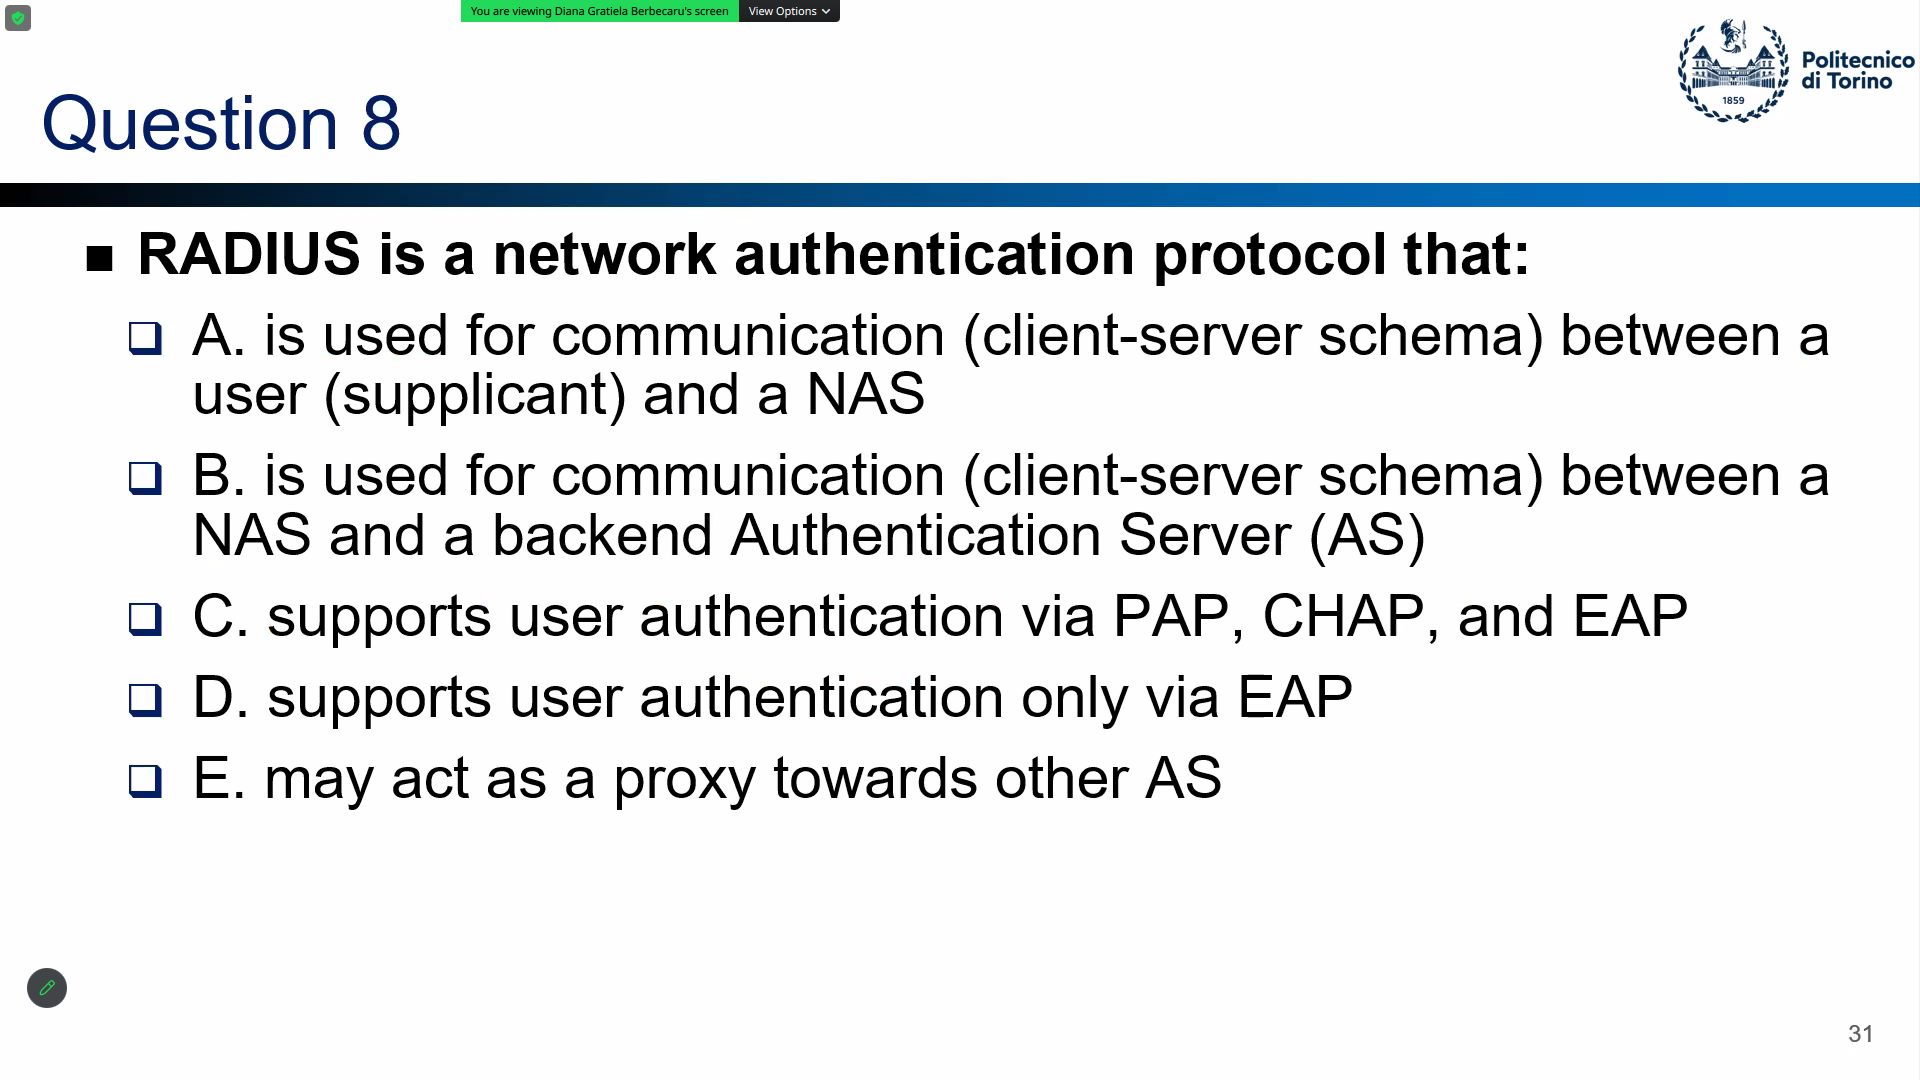 You are viewing Diana Gratiela Berbecaru's screen
View Options
Politecnico
di Torino
1859
Question 8
RADIUS is a network authentication protocol that:
A. is used for communication (client-server schema) between a
user (supplicant) and a NAS
B. is used for communication (client-server schema) between a
NAS and a backend Authentication Server (AS)
C. supports user authentication via PAP, CHAP, and EAP
D. supports user authentication only via EAP
E. may act as a proxy towards other AS
31